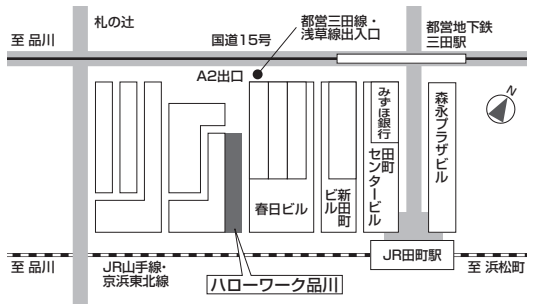 札の辻
都営三田線・
浅草線出入口
都営地下鉄
三田駅
至 品川
国道15号
A2出口
N
みずほ銀行
田町
センタービル
森永プラザビル
春日ビル
新田町
ビル
JR田町駅
至 品川
JR山手線・
京浜東北線
ハローワーク品川
至 浜松町